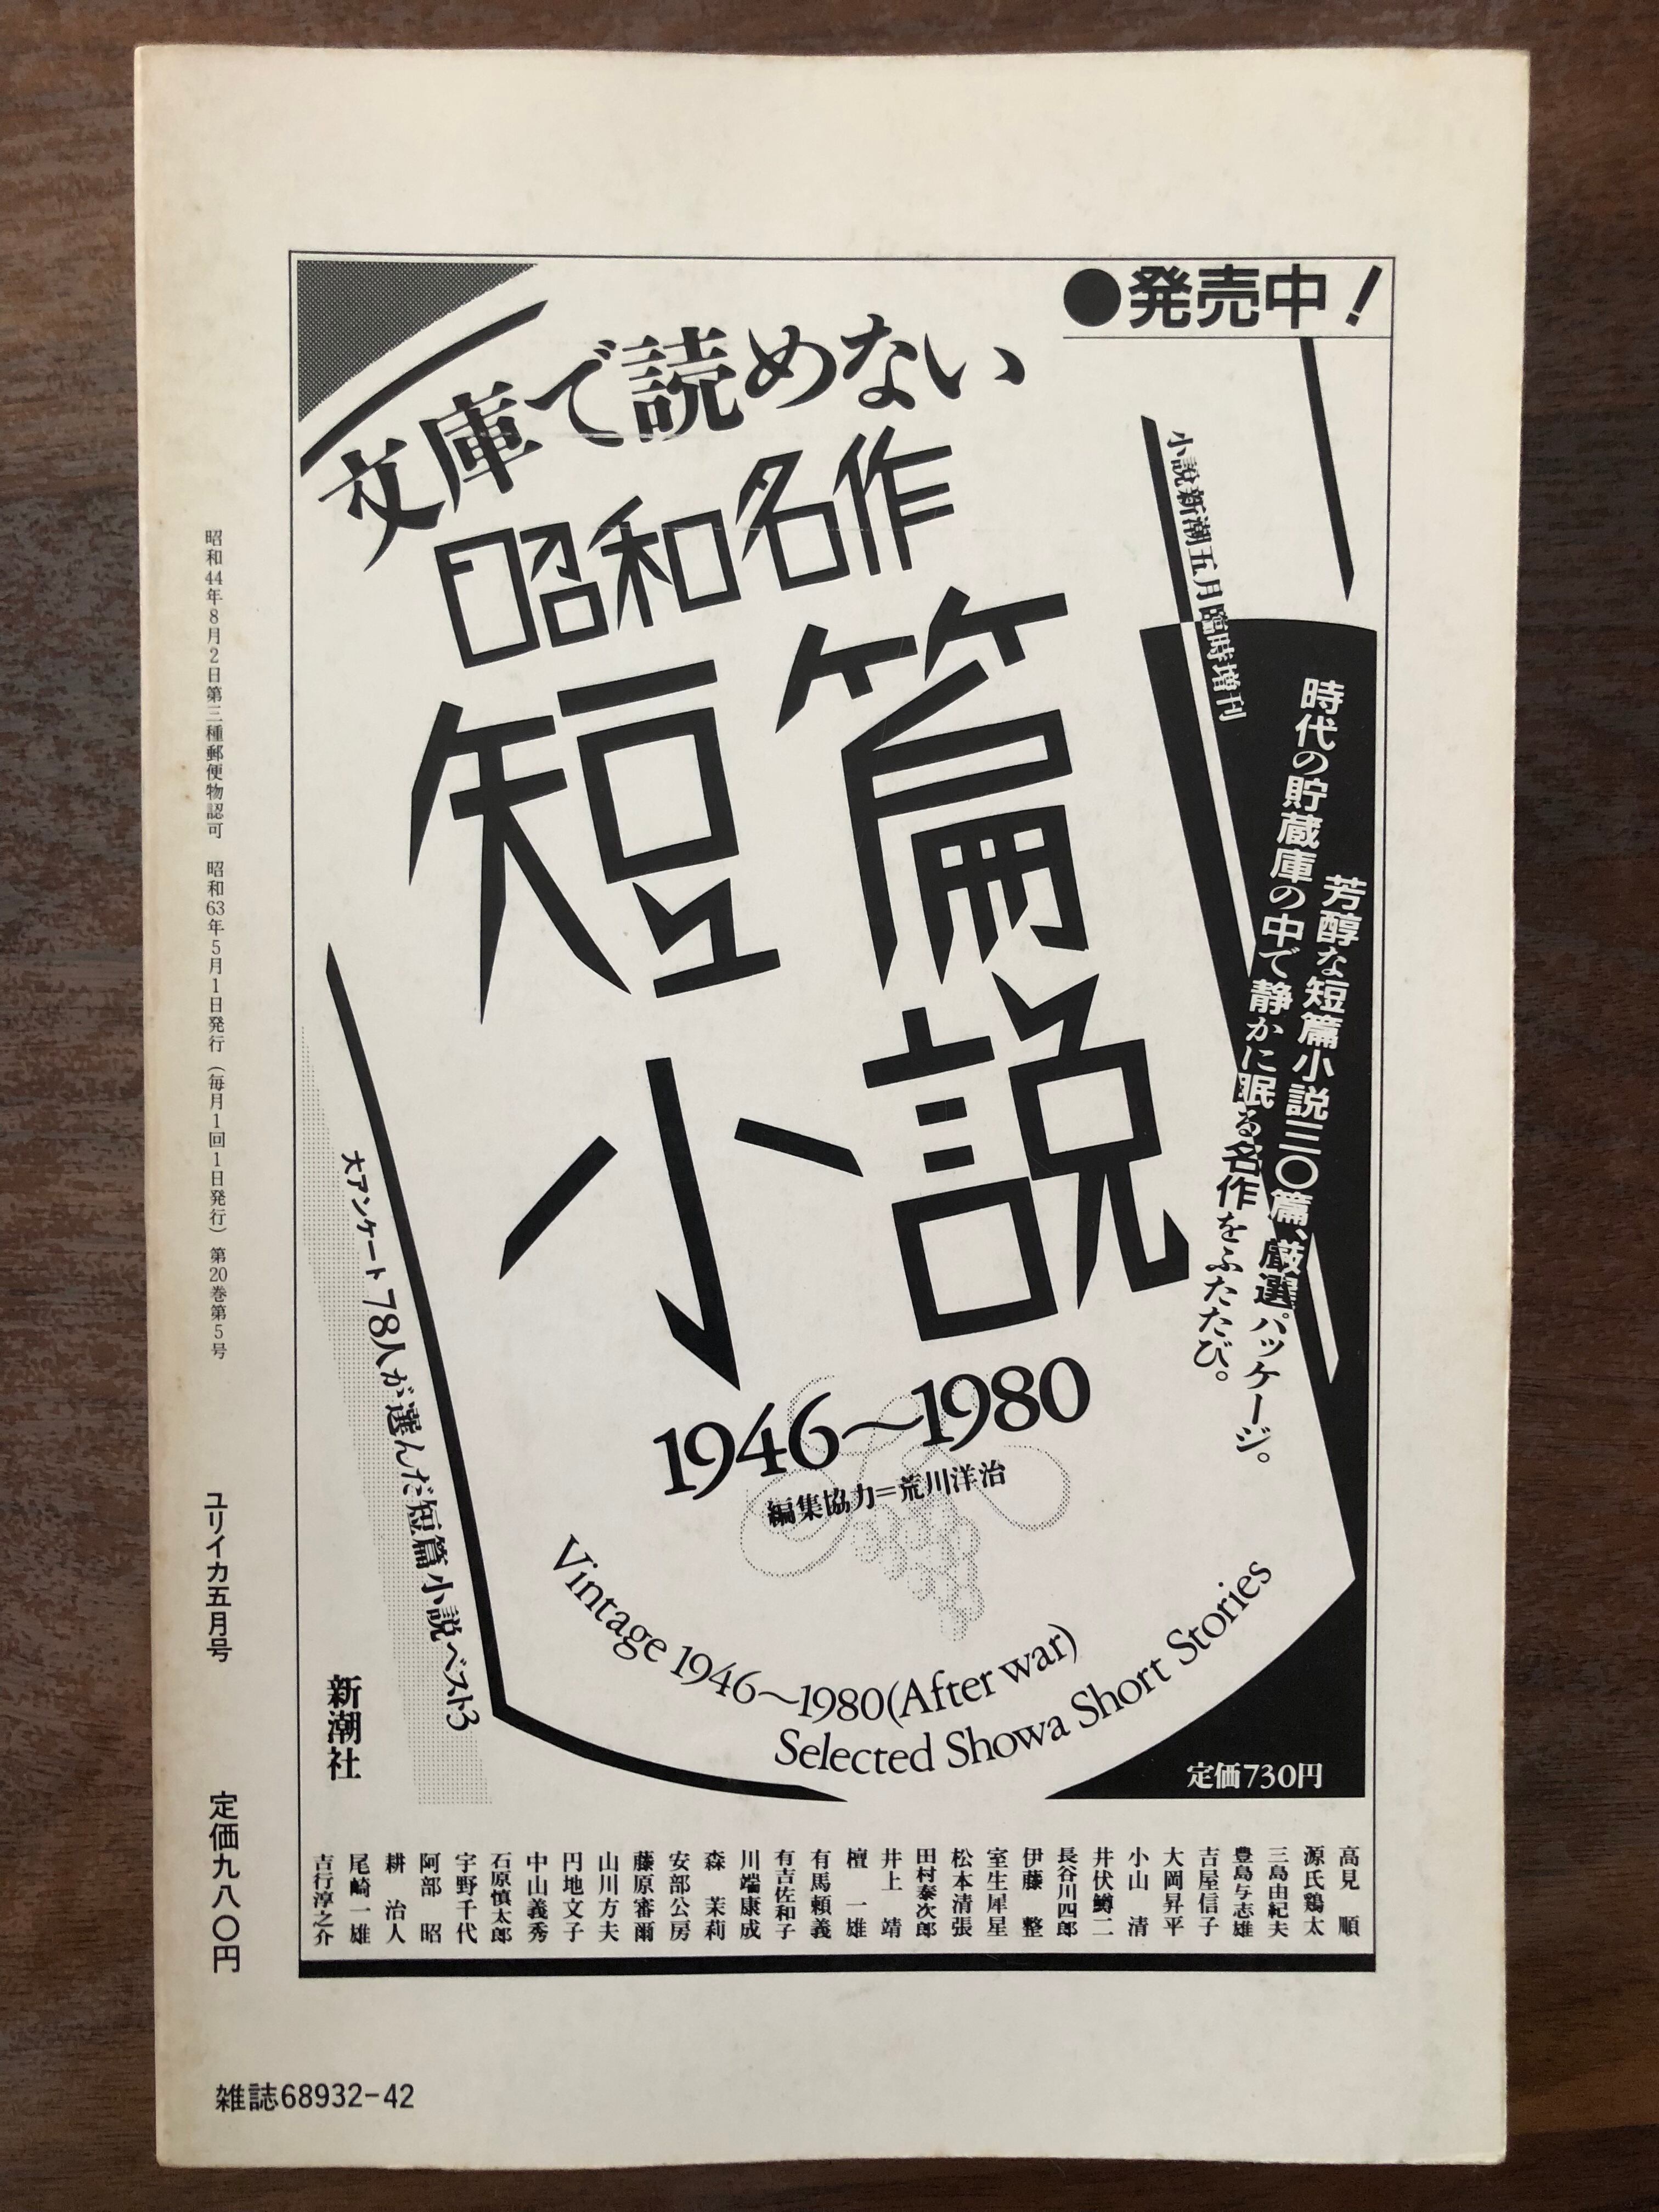 ●発売中!
文庫で読めない
昭和名作
短篇
小説
1946〜1980
編集協力=荒川洋治
Vintage 1946〜1980(After war)
Selected Showa Short Stories
小説新潮五月臨時増刊
芳醇な短篇小説三〇篇、厳選パッケージ。
時代の貯蔵庫の中で静かに眠る名作をふたたび。
大アンケート 78人が選んだ短篇小説ベスト3
新潮社
定価730円
高見 順
源氏鶏太
三島由紀夫
豊島与志雄
吉屋信子
大岡昇平
小山 清
井伏鱒二
長谷川四郎
伊藤 整
室生犀星
松本清張
田村泰次郎
井上 靖
檀 一雄
有馬頼義
有吉佐和子
川端康成
森 茉莉
安部公房
藤原審爾
山川方夫
円地文子
中山義秀
石原慎太郎
宇野千代
阿部 昭
耕 治人
尾崎一雄
吉行淳之介
昭和44年8月2日第三種郵便物認可 昭和63年5月1日発行(毎月1回1日発行)第20巻第5号
ユリイカ五月号
定価九八〇円
雑誌68932-42